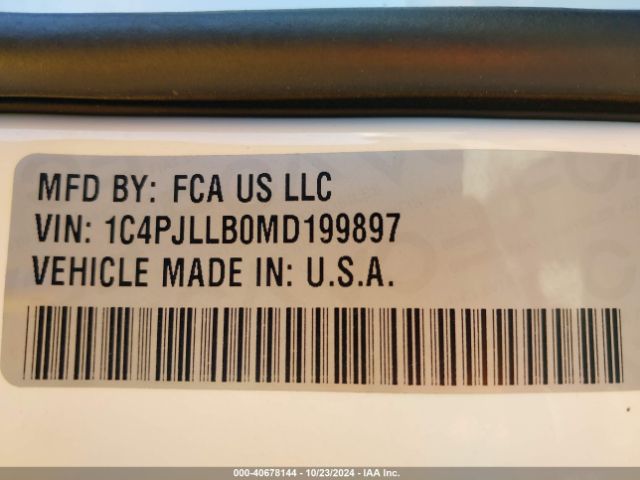 MFD BY: FCA US LLC
VIN: 1C4PJLLB0MD199897
VEHICLE MADE IN: U.S.A.
000-40678144 - 10/23/2024 - IAA Inc.